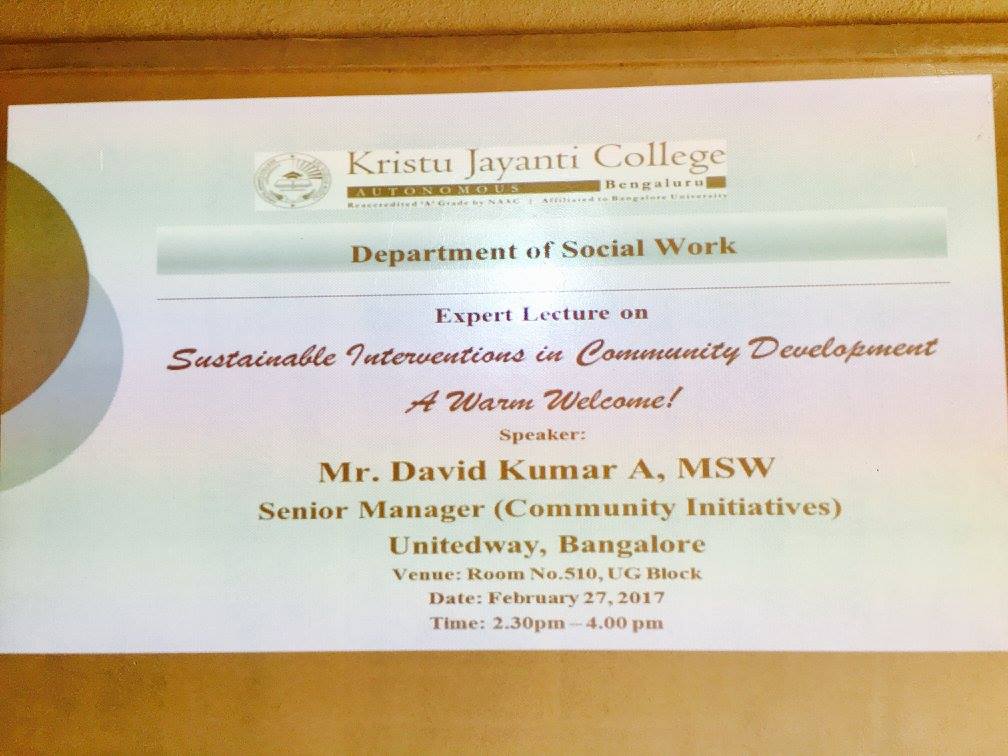 Kristu Jayanti College
AUTONOMOUS Bengaluru
Reaccredited 'A' Grade by NAAC | Affiliated to Bangalore University
Department of Social Work
Expert Lecture on
Sustainable Interventions in Community Development
A Warm Welcome!
Speaker:
Mr. David Kumar A, MSW
Senior Manager (Community Initiatives)
Unitedway, Bangalore
Venue: Room No.510, UG Block
Date: February 27, 2017
Time: 2.30pm – 4.00 pm